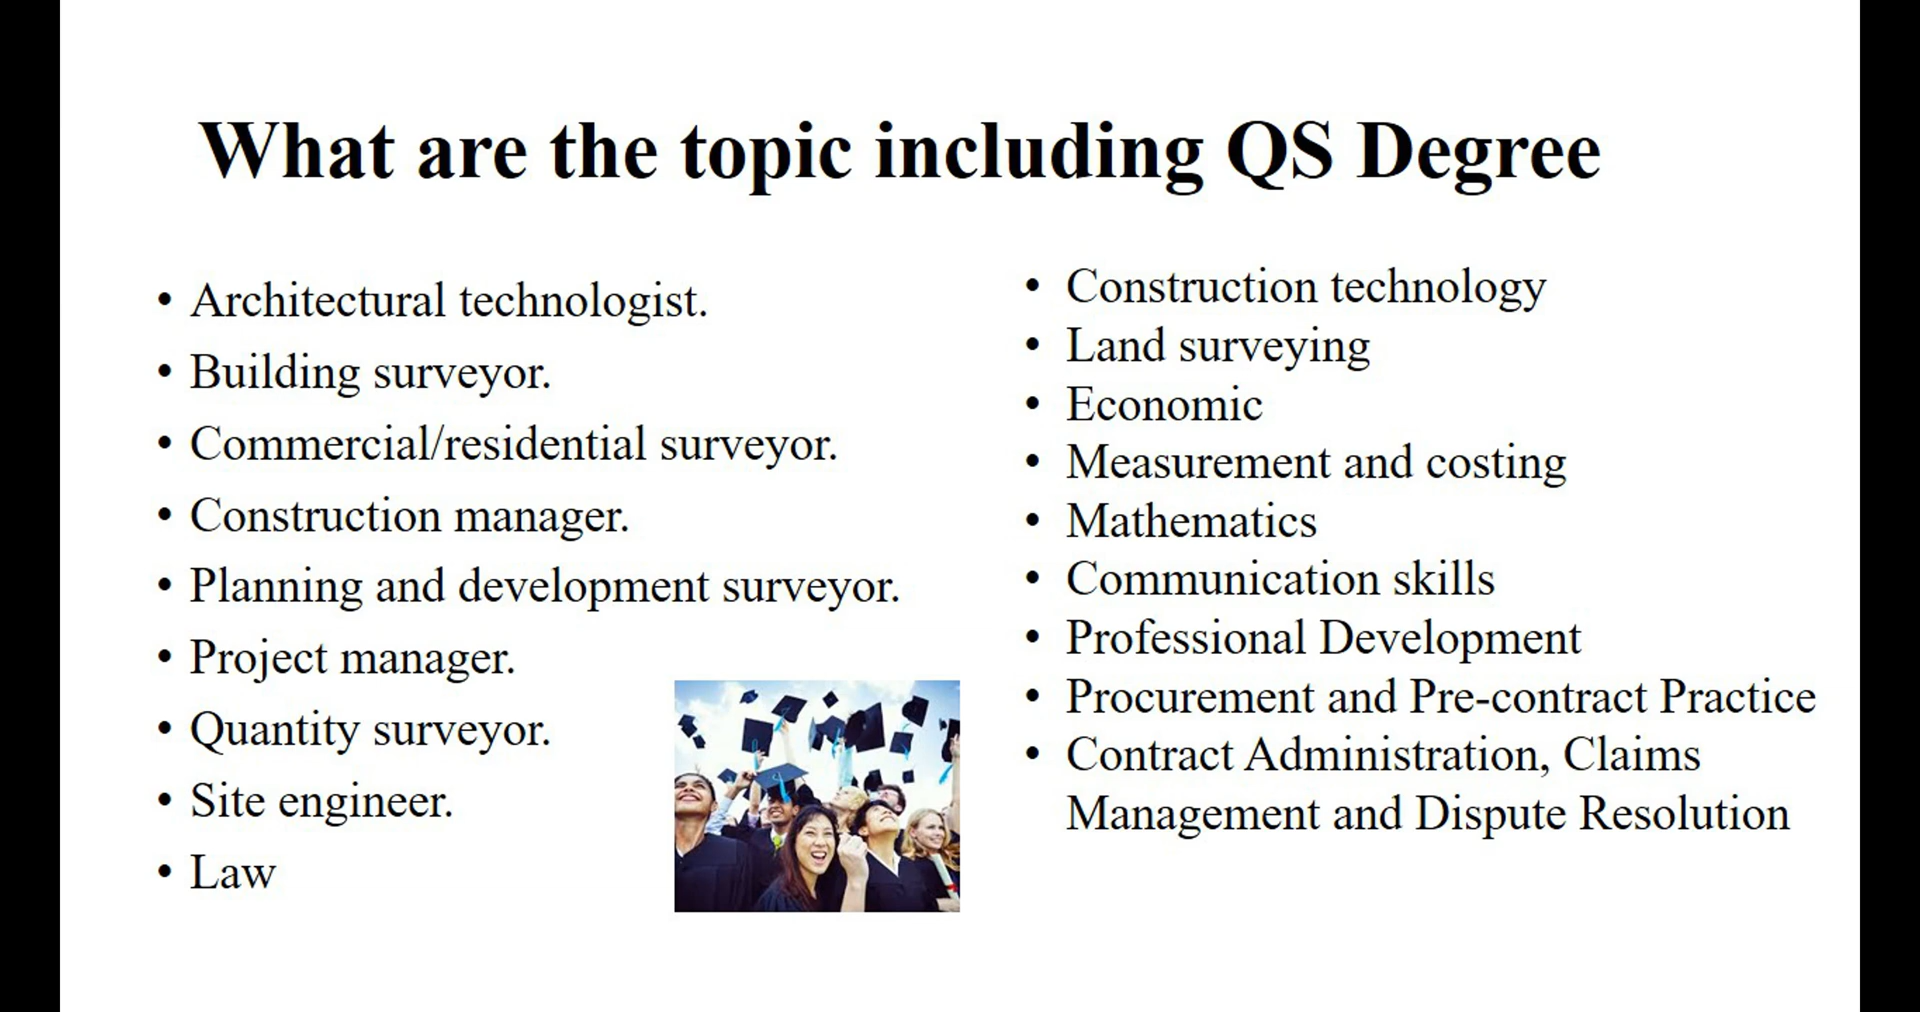 What are the topic including QS Degree
• Architectural technologist.
• Building surveyor.
• Commercial/residential surveyor.
• Construction manager.
• Planning and development surveyor.
• Project manager.
• Quantity surveyor.
• Site engineer.
• Law
• Construction technology
• Land surveying
• Economic
• Measurement and costing
• Mathematics
• Communication skills
• Professional Development
• Procurement and Pre-contract Practice
• Contract Administration, Claims
Management and Dispute Resolution